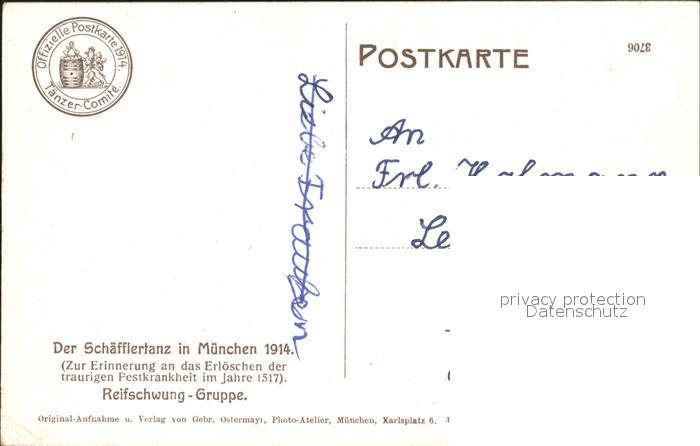 Offizielle Postkarte 1914.
Tänzer-Comité.
POSTKARTE
3706
An
Frl.
Le
privacy protection
Datenschutz
Der Schäfflertanz in München 1914.
(Zur Erinnerung an das Erlöschen der
traurigen Pestkrankheit im Jahre 1517).
Reifschwung-Gruppe.
Original-Aufnahme u. Verlag von Gebr. Ostermayr, Photo-Atelier, München, Karlsplatz 6.